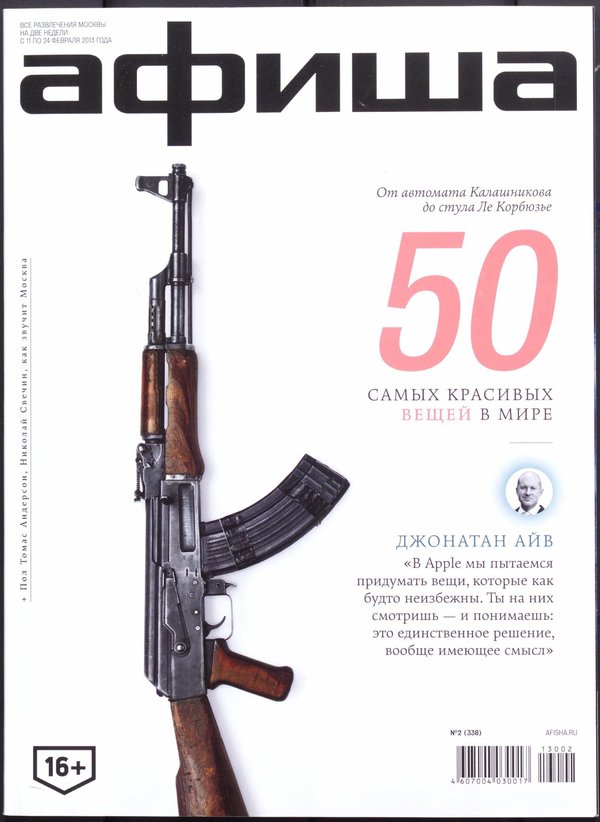 ВСЕ РАЗВЛЕЧЕНИЯ МОСКВЫ
НА ДВЕ НЕДЕЛИ
С 11 ПО 24 ФЕВРАЛЯ 2013 ГОДА
афиша
От автомата Калашникова
до стула Ле Корбюзье
50
САМЫХ КРАСИВЫХ
ВЕЩЕЙ В МИРЕ
+ Пол Томас Андерсон, Николай Свечин, как звучит Москва
ДЖОНАТАН АЙВ
«В Apple мы пытаемся
придумать вещи, которые как
будто неизбежны. Ты на них
смотришь — и понимаешь:
это единственное решение,
вообще имеющее смысл»
№2 (338)
AFISHA.RU
13002
4607004030017
16+